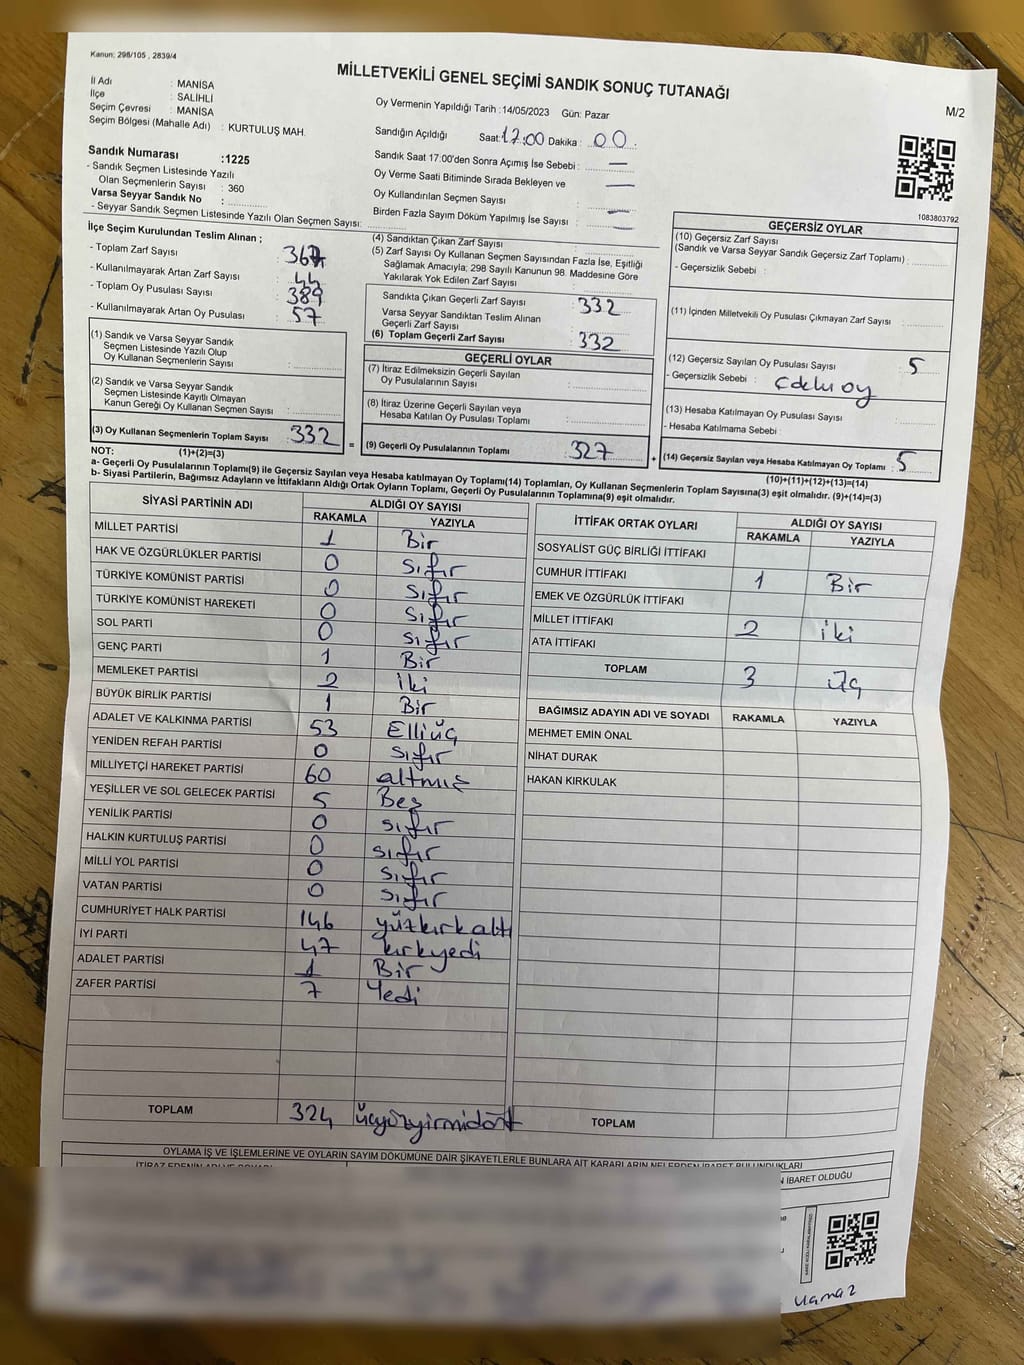 Kanun: 298/105 , 2839/4
MİLLETVEKİLİ GENEL SEÇİMİ SANDIK SONUÇ TUTANAĞI
M/2
İl Adı : MANİSA
İlçe : SALİHLİ
Seçim Çevresi : MANİSA
Seçim Bölgesi (Mahalle Adı) : KURTULUŞ MAH.
Sandık Numarası :1225
- Sandık Seçmen Listesinde Yazılı
Olan Seçmenlerin Sayısı : 360
Varsa Seyyar Sandık No :
- Seyyar Sandık Seçmen Listesinde Yazılı Olan Seçmen Sayısı:
Oy Vermenin Yapıldığı Tarih :14/05/2023 Gün: Pazar
Sandığın Açıldığı Saat:17:00 Dakika : 00
Sandık Saat 17:00'den Sonra Açımış İse Sebebi : —
Oy Verme Saati Bitiminde Sırada Bekleyen ve —
Oy Kullandırılan Seçmen Sayısı :
Birden Fazla Sayım Döküm Yapılmış İse Sayısı : —
1083803792
İlçe Seçim Kurulundan Teslim Alınan ;
- Toplam Zarf Sayısı :
- Kullanılmayarak Artan Zarf Sayısı : 44
- Toplam Oy Pusulası Sayısı : 389
- Kullanılmayarak Artan Oy Pusulası : 57
(1) Sandık ve Varsa Seyyar Sandık
Seçmen Listesinde Yazılı Olup
Oy Kullanan Seçmenlerin Sayısı :
(2) Sandık ve Varsa Seyyar Sandık
Seçmen Listesinde Kayıtlı Olmayan
Kanun Gereği Oy Kullanan Seçmen Sayısı :
(3) Oy Kullanan Seçmenlerin Toplam Sayısı : 332 =
(1)+(2)=(3)
(4) Sandıktan Çıkan Zarf Sayısı :
(5) Zarf Sayısı Oy Kullanan Seçmen Sayısından Fazla İse, Eşitliği
Sağlamak Amacıyla; 298 Sayılı Kanunun 98. Maddesine Göre
Yakılarak Yok Edilen Zarf Sayısı :
Sandıkta Çıkan Geçerli Zarf Sayısı : 332
Varsa Seyyar Sandıktan Teslim Alınan
Geçerli Zarf Sayısı :
(6) Toplam Geçerli Zarf Sayısı : 332
GEÇERLİ OYLAR
(7) İtiraz Edilmeksizin Geçerli Sayılan
Oy Pusulalarının Sayısı :
(8) İtiraz Üzerine Geçerli Sayılan veya
Hesaba Katılan Oy Pusulası Toplamı :
(9) Geçerli Oy Pusulalarının Toplamı : 327 +
GEÇERSİZ OYLAR
(10) Geçersiz Zarf Sayısı
(Sandık ve Varsa Seyyar Sandık Geçersiz Zarf Toplamı) :
- Geçersizlik Sebebi :
(11) İçinden Milletvekili Oy Pusulası Çıkmayan Zarf Sayısı :
(12) Geçersiz Sayılan Oy Pusulası Sayısı : 5
- Geçersizlik Sebebi : oy
(13) Hesaba Katılmayan Oy Pusulası Sayısı :
- Hesaba Katılmama Sebebi :
(14) Geçersiz Sayılan veya Hesaba Katılmayan Oy Toplamı : 5
(10)+(11)+(12)+(13)=(14)
NOT:
a- Geçerli Oy Pusulalarının Toplamı(9) ile Geçersiz Sayılan veya Hesaba katılmayan Oy Toplamı(14) Toplamları, Oy Kullanan Seçmenlerin Toplam Sayısına(3) eşit olmalıdır. (9)+(14)=(3)
b- Siyasi Partilerin, Bağımsız Adayların ve İttifakların Aldığı Ortak Oyların Toplamı, Geçerli Oy Pusulalarının Toplamına(9) eşit olmalıdır.
SİYASİ PARTİNİN ADI ALDIĞI OY SAYISI
RAKAMLA YAZIYLA
MİLLET PARTİSİ 1 Bir
HAK VE ÖZGÜRLÜKLER PARTİSİ 0 sıfır
TÜRKİYE KOMÜNİST PARTİSİ 0 sıfır
TÜRKİYE KOMÜNİST HAREKETİ 0 sıfır
SOL PARTİ 0 sıfır
GENÇ PARTİ 1 Bir
MEMLEKET PARTİSİ 2 iki
BÜYÜK BİRLİK PARTİSİ 1 Bir
ADALET VE KALKINMA PARTİSİ 53 Elliüç
YENİDEN REFAH PARTİSİ 0 sıfır
MİLLİYETÇİ HAREKET PARTİSİ 60 altmış
YEŞİLLER VE SOL GELECEK PARTİSİ 5 Beş
YENİLİK PARTİSİ 0 sıfır
HALKIN KURTULUŞ PARTİSİ 0 sıfır
MİLLİ YOL PARTİSİ 0 sıfır
VATAN PARTİSİ 0 sıfır
CUMHURİYET HALK PARTİSİ 146 yüzkırkaltı
İYİ PARTİ 47 kırkyedi
ADALET PARTİSİ 1 Bir
ZAFER PARTİSİ 7 Yedi
TOPLAM 324 üçyüzyirmidört
İTTİFAK ORTAK OYLARI ALDIĞI OY SAYISI
RAKAMLA YAZIYLA
SOSYALİST GÜÇ BİRLİĞİ İTTİFAKI
CUMHUR İTTİFAKI 1 Bir
EMEK VE ÖZGÜRLÜK İTTİFAKI
MİLLET İTTİFAKI 2 iki
ATA İTTİFAKI
TOPLAM 3 üç
BAĞIMSIZ ADAYIN ADI VE SOYADI RAKAMLA YAZIYLA
MEHMET EMİN ÖNAL
NİHAT DURAK
HAKAN KIRKULAK
TOPLAM
OYLAMA İŞ VE İŞLEMLERİNE VE OYLARIN SAYIM DÖKÜMÜNE DAİR ŞİKAYETLERLE BUNLARA AİT KARARLARIN NELERDEN İBARET BULUNDUKLARI
İTİRAZ EDENİN ADI VE SOYADI
İBARET OLDUĞU